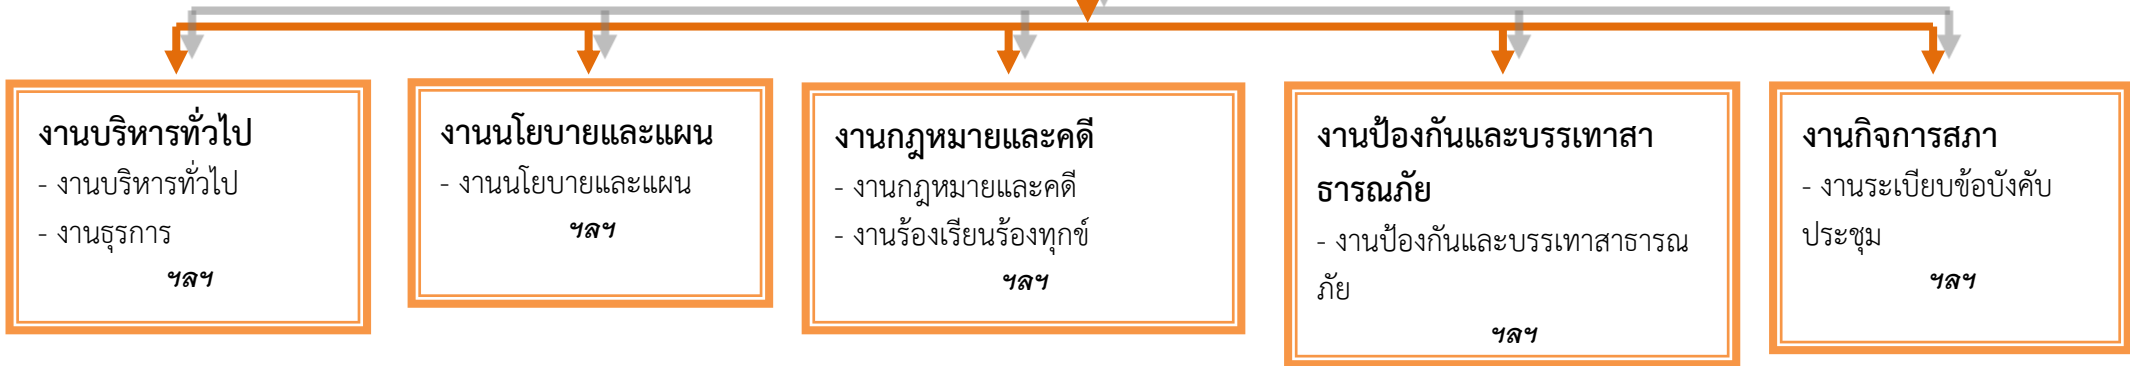 งานบริหารทั่วไป
- งานบริหารทั่วไป
- งานธุรการ
ฯลฯ
งานนโยบายและแผน
- งานนโยบายและแผน
ฯลฯ
งานกฎหมายและคดี
- งานกฎหมายและคดี
- งานร้องเรียนร้องทุกข์
ฯลฯ
งานป้องกันและบรรเทาสา
ธารณภัย
- งานป้องกันและบรรเทาสาธารณ
ภัย
ฯลฯ
งานกิจการสภา
- งานระเบียบข้อบังคับ
ประชุม
ฯลฯ